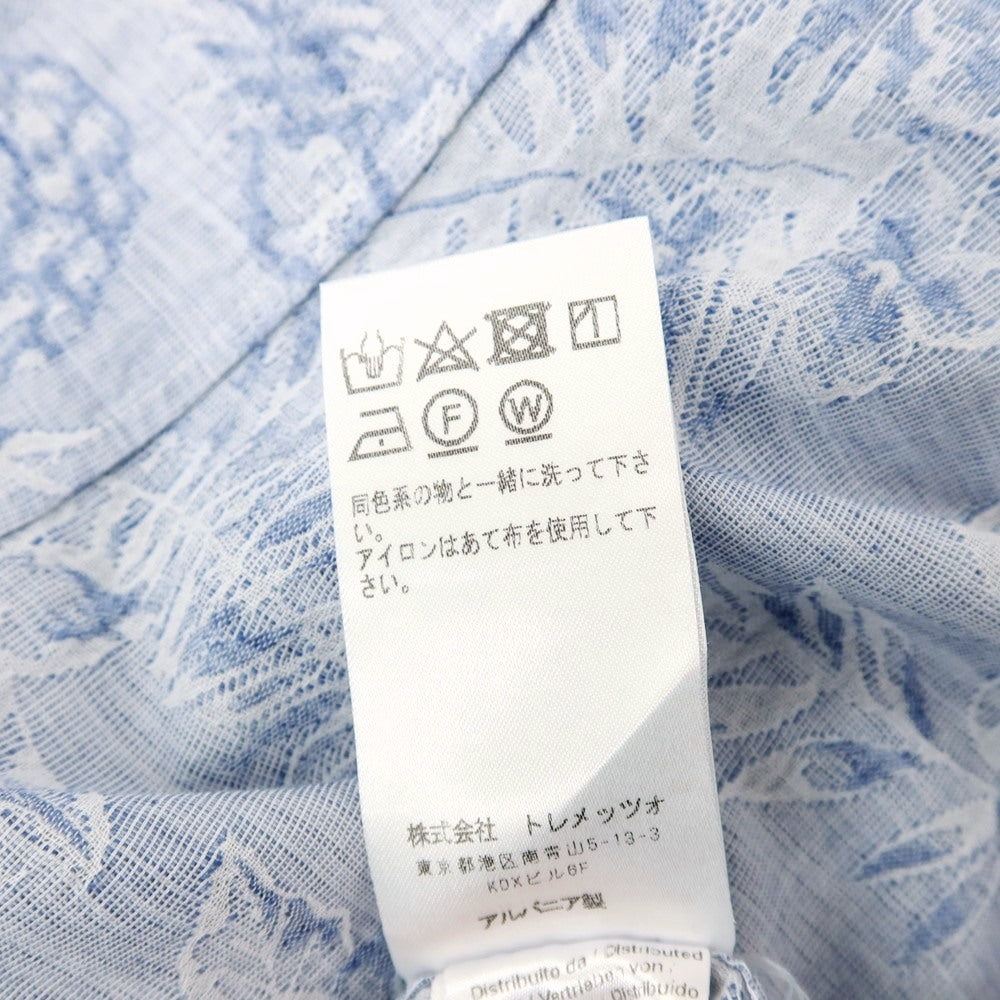 F W
同色系の物と一緒に洗って下さ
い。
アイロンはあて布を使用して下
さい。
株式会社 トレメッツォ
東京都港区南青山5-13-3
KDXビル6F
アルバニア製
Distribuito da / Distributed
Vertrieben von
Distribuído